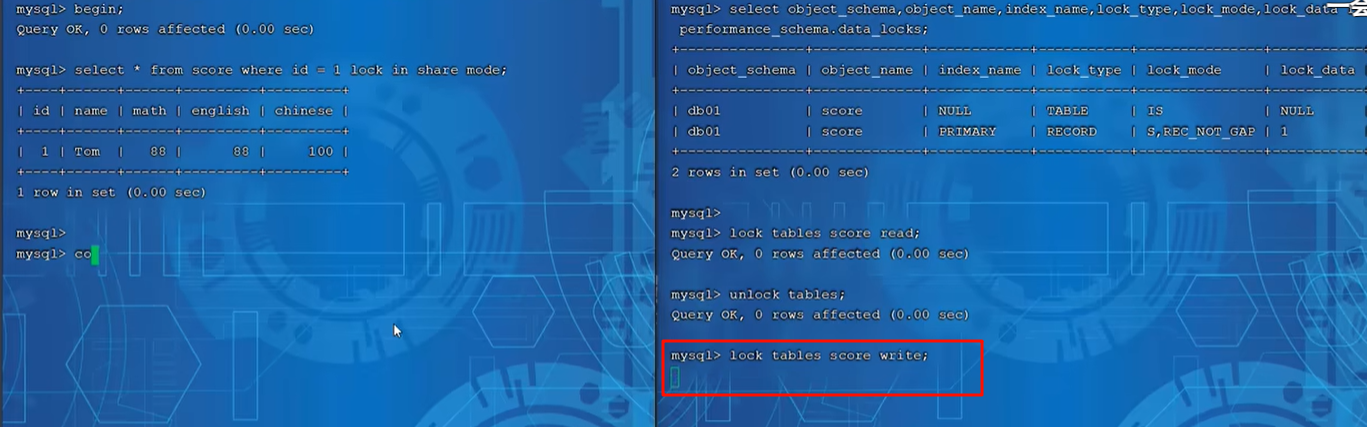 mysql> begin;
Query OK, 0 rows affected (0.00 sec)
mysql> select * from score where id = 1 lock in share mode;
+----+------+------+---------+---------+
| id | name | math | english | chinese |
+----+------+------+---------+---------+
| 1 | Tom | 88 | 88 | 100 |
+----+------+------+---------+---------+
1 row in set (0.00 sec)
mysql>
mysql> co
mysql> select object_schema,object_name,index_name,lock_type,lock_mode,lock_data
performance_schema.data_locks;
+---------------+-------------+------------+-----------+---------------+-----------
| object_schema | object_name | index_name | lock_type | lock_mode | lock_data
+---------------+-------------+------------+-----------+---------------+-----------
| db01 | score | NULL | TABLE | IS | NULL
| db01 | score | PRIMARY | RECORD | S,REC_NOT_GAP | 1
+---------------+-------------+------------+-----------+---------------+-----------
2 rows in set (0.00 sec)
mysql>
mysql> lock tables score read;
Query OK, 0 rows affected (0.00 sec)
mysql> unlock tables;
Query OK, 0 rows affected (0.00 sec)
mysql> lock tables score write;